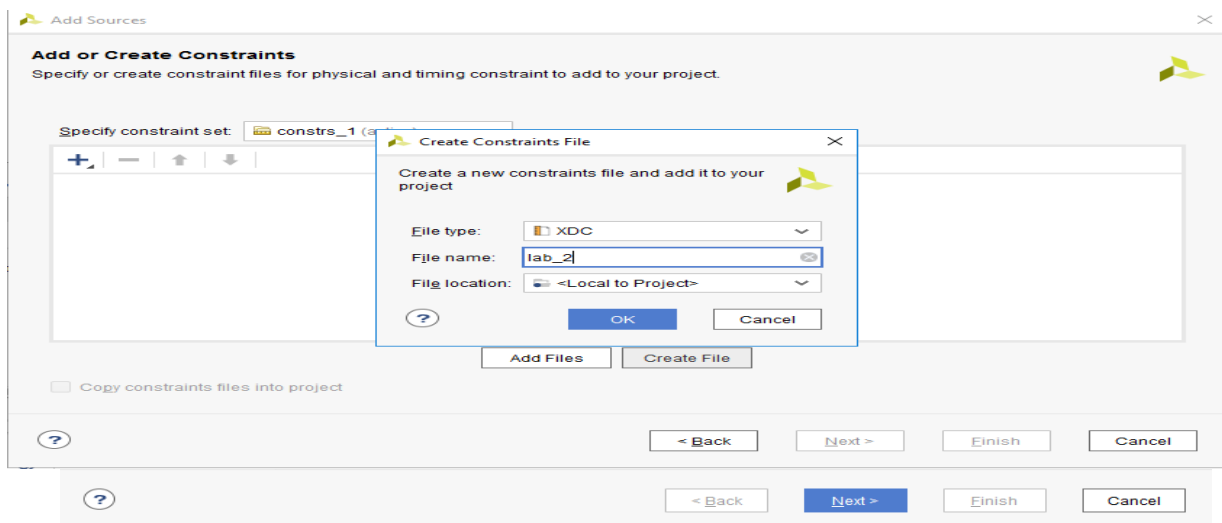 Add Sources
Add or Create Constraints
Specify or create constraint files for physical and timing constraint to add to your project.
Specify constraint set: constrs_1
Create Constraints File
Create a new constraints file and add it to your
project
File type: XDC
File name: lab_2
File location: <Local to Project>
? OK Cancel
Add Files Create File
Copy constraints files into project
? < Back Next > Finish Cancel
? < Back Next > Finish Cancel